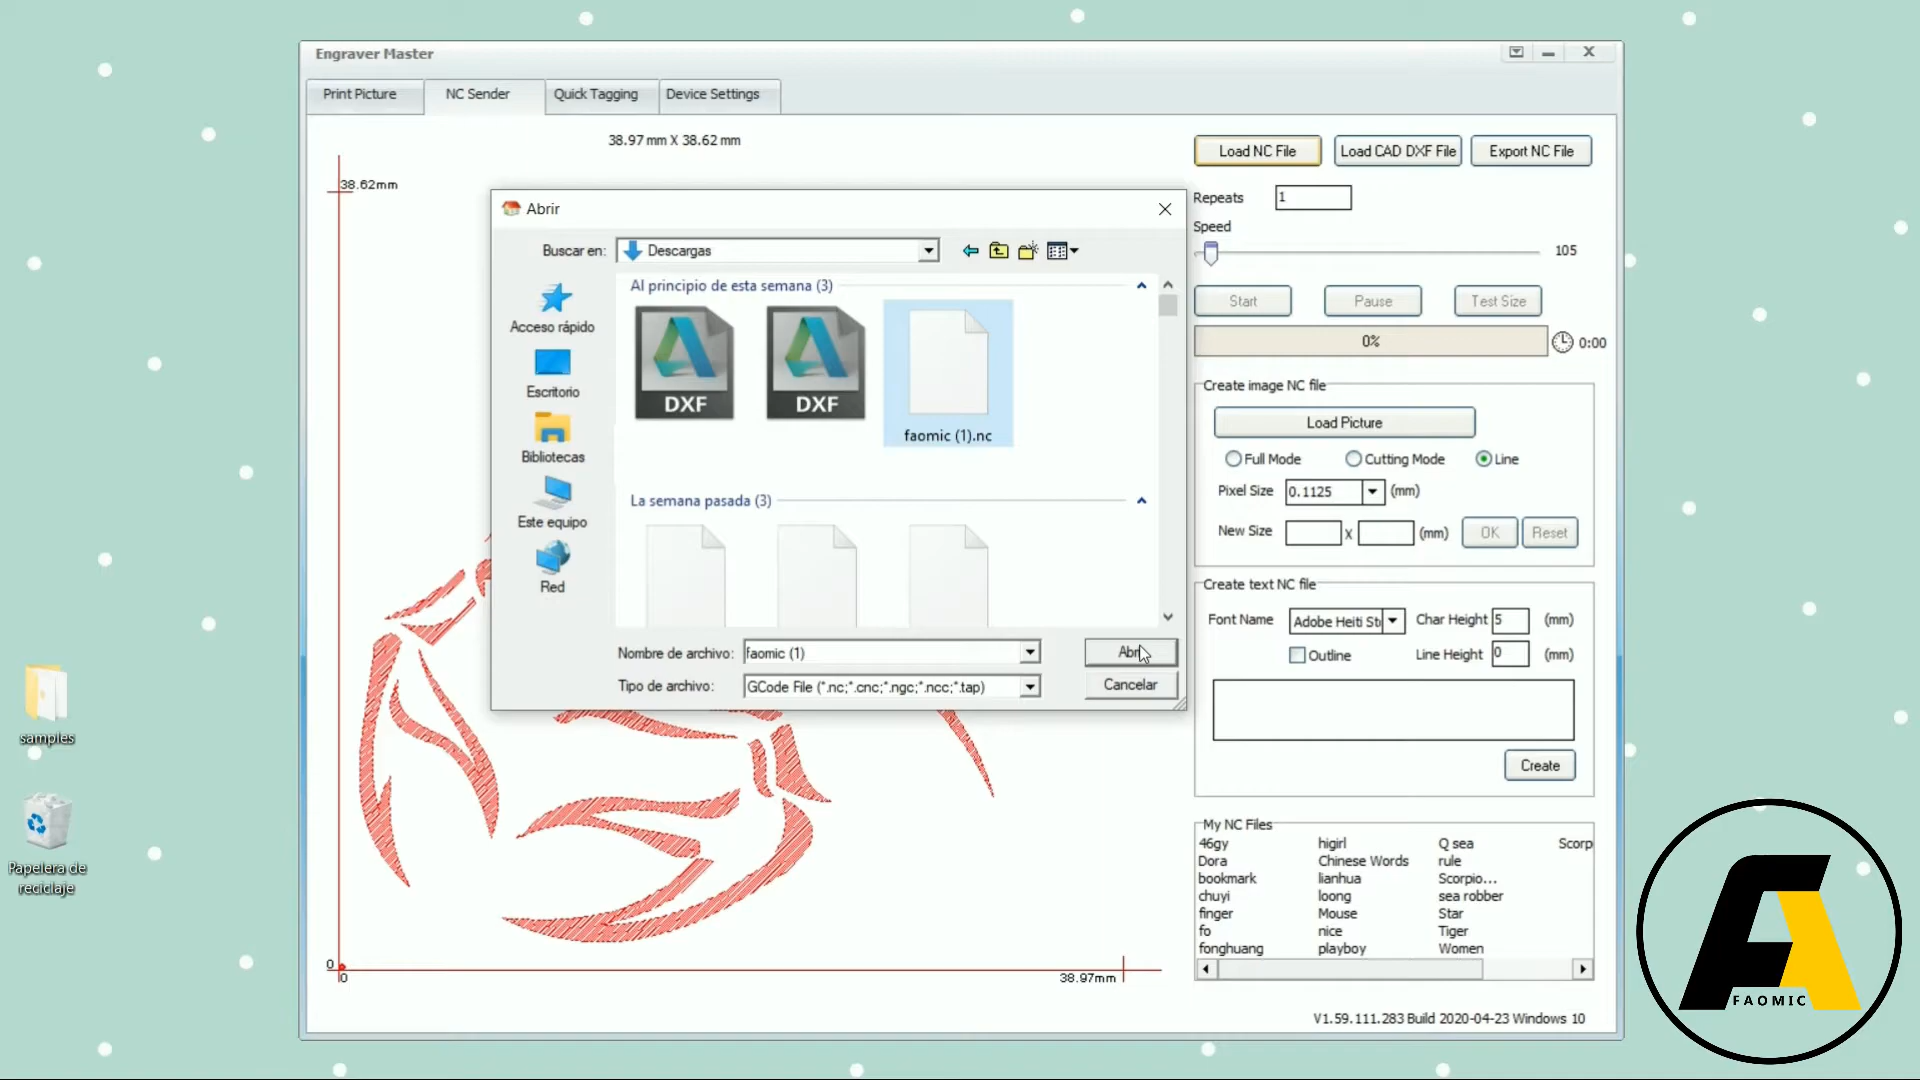 Engraver Master
Print Picture
NC Sender
Quick Tagging
Device Settings
38.97 mm X 38.62 mm
38.62mm
Load NC File
Load CAD DXF File
Export NC File
Repeats
1
Speed
105
Start
Pause
Test Size
0%
0:00
Create image NC file
Load Picture
Full Mode
Cutting Mode
Line
Pixel Size
0.1125
(mm)
New Size
x
(mm)
OK
Reset
Create text NC file
Font Name
Adobe Heiti St
Char Height
5
(mm)
Outline
Line Height
0
(mm)
Create
My NC Files
46gy
Dora
bookmark
chuyi
finger
fo
fonghuang
higirl
Chinese Words
lianhua
loong
Mouse
nice
playboy
Q sea
rule
Scorpio...
sea robber
Star
Tiger
Women
Scorp
V1.59.111.283 Build 2020-04-23 Windows 10
Abrir
Buscar en:
Descargas
Acceso rápido
Escritorio
Bibliotecas
Este equipo
Red
Al principio de esta semana (3)
DXF
DXF
faomic (1).nc
La semana pasada (3)
Nombre de archivo:
faomic (1)
Tipo de archivo:
GCode File (*.nc;*.cnc;*.ngc;*.ncc;*.tap)
Cancelar
0
0
38.97mm
samples
Papelera de
reciclaje
FAOMIC